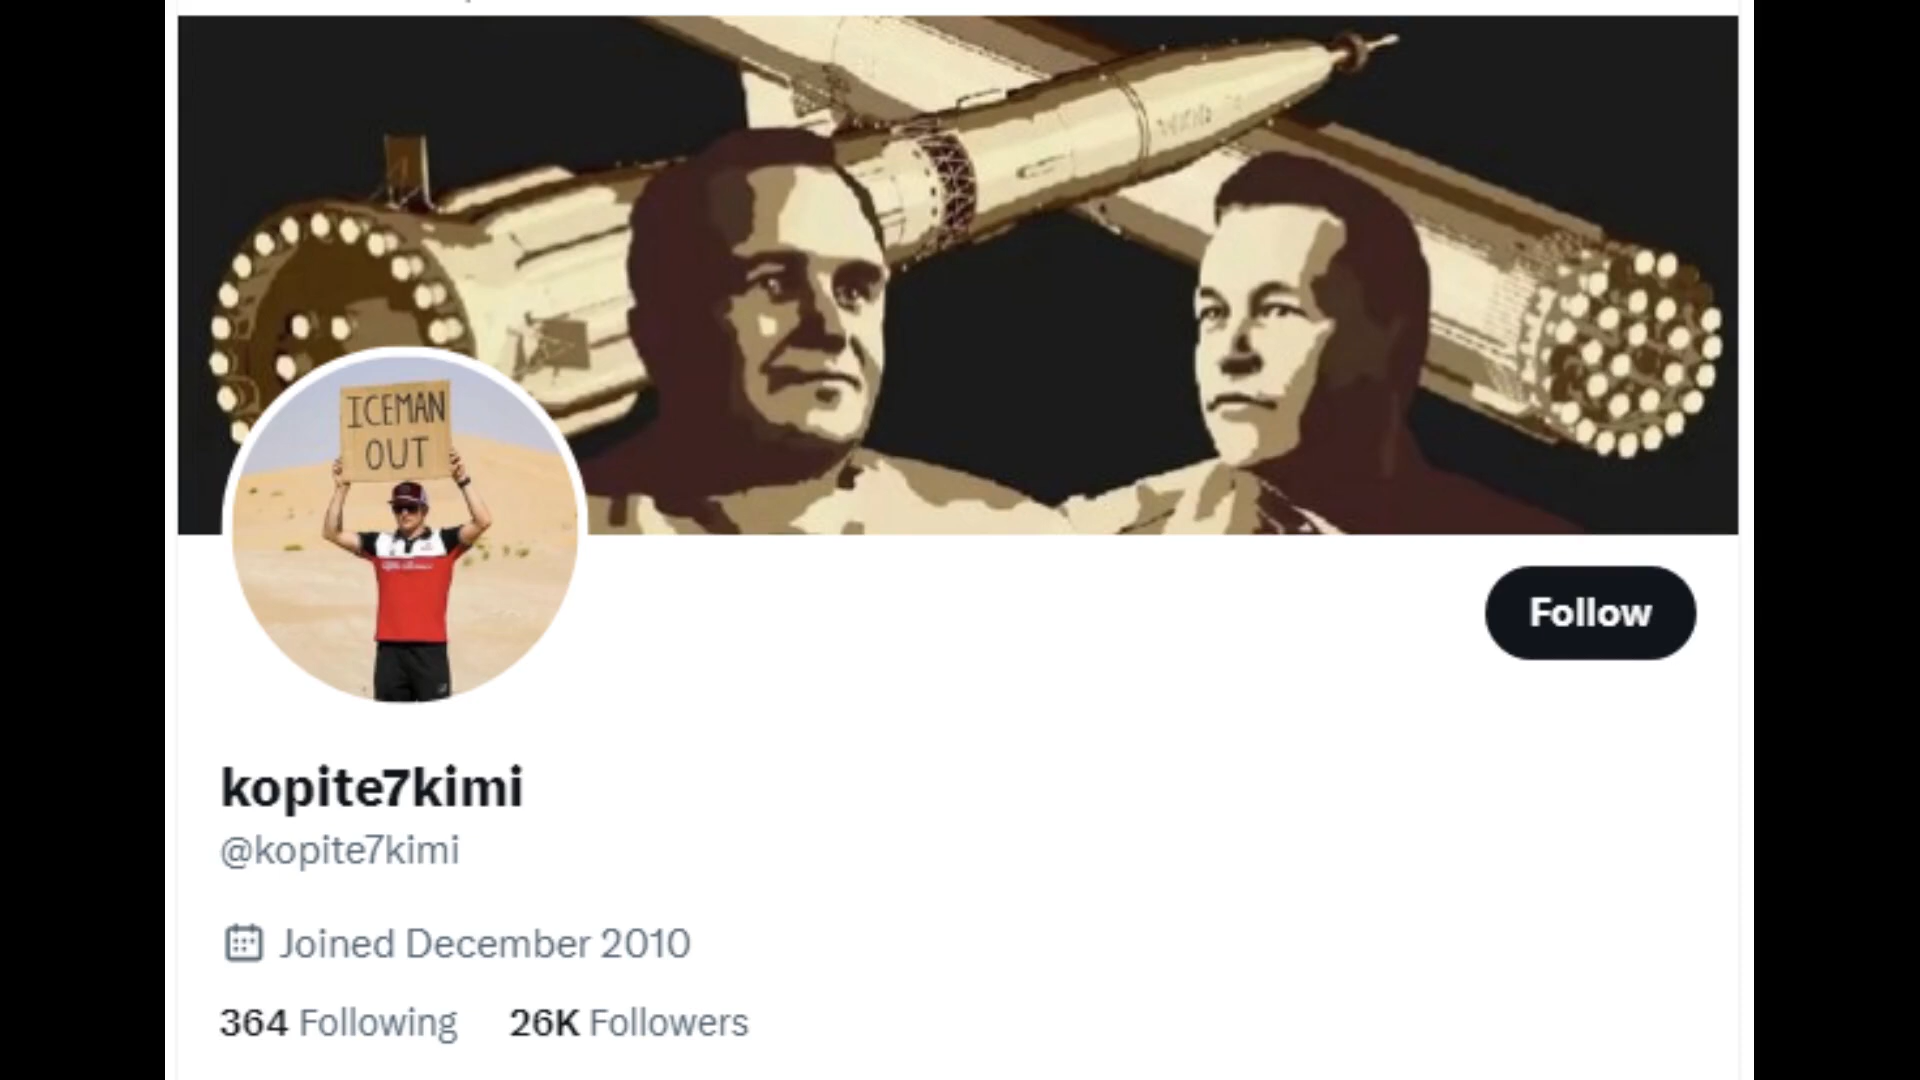 ICEMAN
OUT
Follow
kopite7kimi
@kopite7kimi
Joined December 2010
364 Following 26K Followers